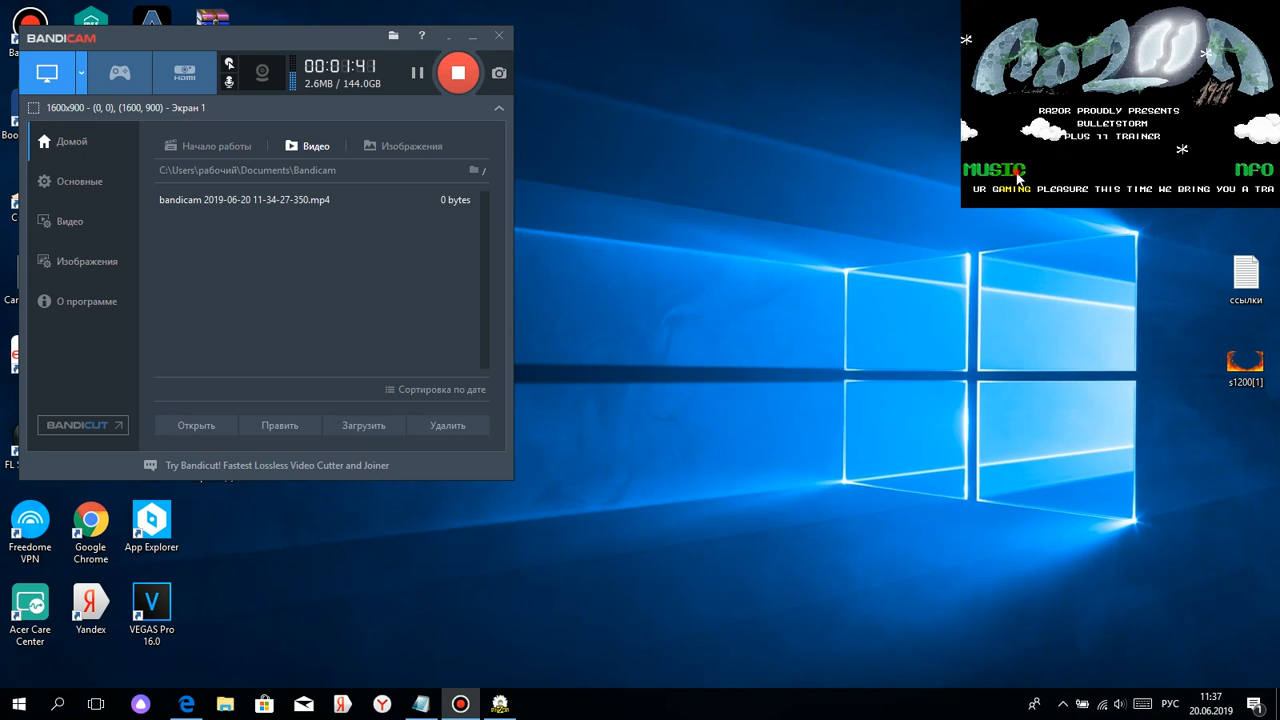 BANDICAM
?
00:01:41
2.6MB / 144.0GB
HDMI
1600x900 - (0, 0), (1600, 900) - Экран 1
Домой
Основные
Видео
Изображения
О программе
BANDICUT
Начало работы
Видео
Изображения
C:\Users\рабочий\Documents\Bandicam
bandicam 2019-06-20 11-34-27-350.mp4
0 bytes
Сортировка по дате
Открыть
Править
Загрузить
Удалить
Try Bandicut! Fastest Lossless Video Cutter and Joiner
1911
RAZOR PROUDLY PRESENTS
BULLETSTORM
PLUS 11 TRAINER
MUSIC
NFO
UR GAMING PLEASURE THIS TIME WE BRING YOU A TRA
ссылки
s1200[1]
Freedome
VPN
Google
Chrome
App Explorer
Acer Care
Center
Yandex
VEGAS Pro
16.0
РУС
11:37
20.06.2019
1